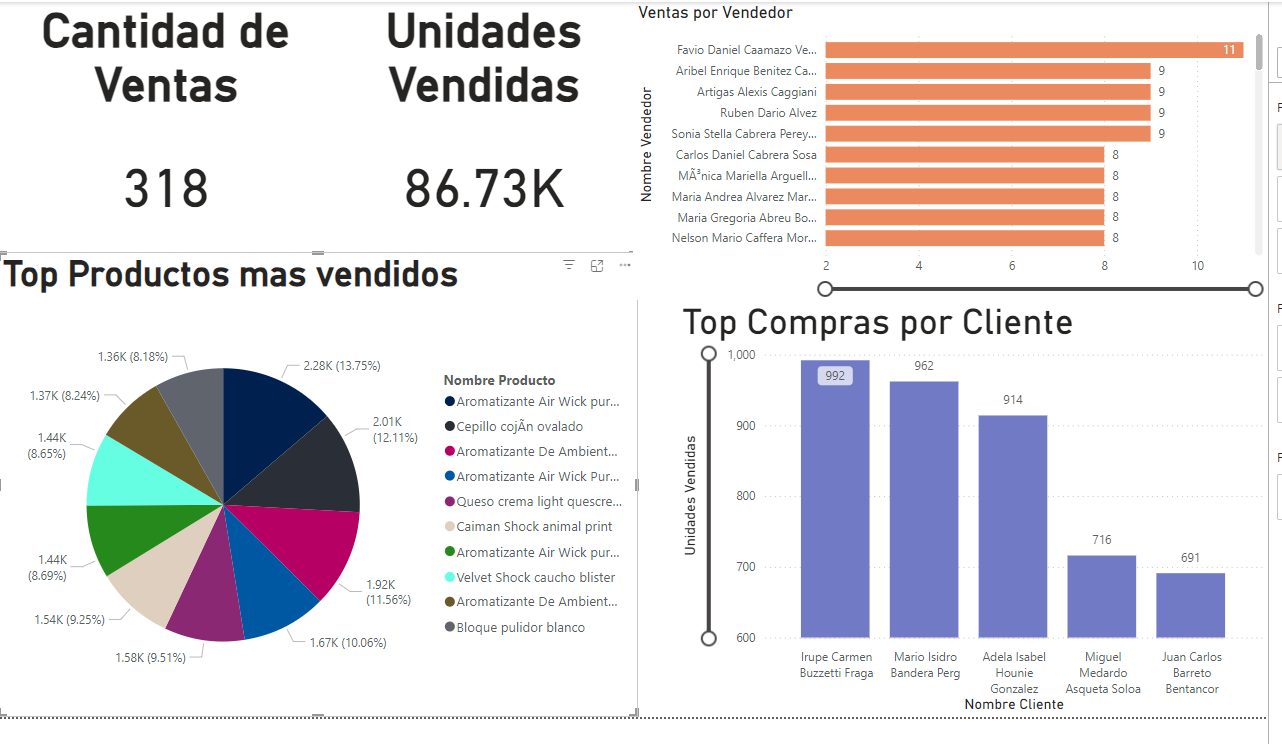 Cantidad de
Ventas
318
Unidades
Vendidas
86.73K
Ventas por Vendedor
Nombre Vendedor
Favio Daniel Caamazo Ve...
11
Aribel Enrique Benitez Ca...
9
Artigas Alexis Caggiani
9
Ruben Dario Alvez
9
Sonia Stella Cabrera Perey...
9
Carlos Daniel Cabrera Sosa
8
MÃ³nica Mariella Arguell...
8
Maria Andrea Alvarez Mar...
8
Maria Gregoria Abreu Bo...
8
Nelson Mario Caffera Mor...
8
2 4 6 8 10
Top Productos mas vendidos
2.28K (13.75%)
2.01K
(12.11%)
1.92K
(11.56%)
1.67K (10.06%)
1.58K (9.51%)
1.54K (9.25%)
1.44K
(8.69%)
1.44K
(8.65%)
1.37K (8.24%)
1.36K (8.18%)
Nombre Producto
Aromatizante Air Wick pur...
Cepillo cojÃn ovalado
Aromatizante De Ambient...
Aromatizante Air Wick Pur...
Queso crema light quescre...
Caiman Shock animal print
Aromatizante Air Wick pur...
Velvet Shock caucho blister
Aromatizante De Ambient...
Bloque pulidor blanco
Top Compras por Cliente
Unidades Vendidas
1,000
900
800
700
600
992
962
914
716
691
Irupe Carmen
Buzzetti Fraga
Mario Isidro
Bandera Perg
Adela Isabel
Hounie
Gonzalez
Miguel
Medardo
Asqueta Soloa
Juan Carlos
Barreto
Bentancor
Nombre Cliente